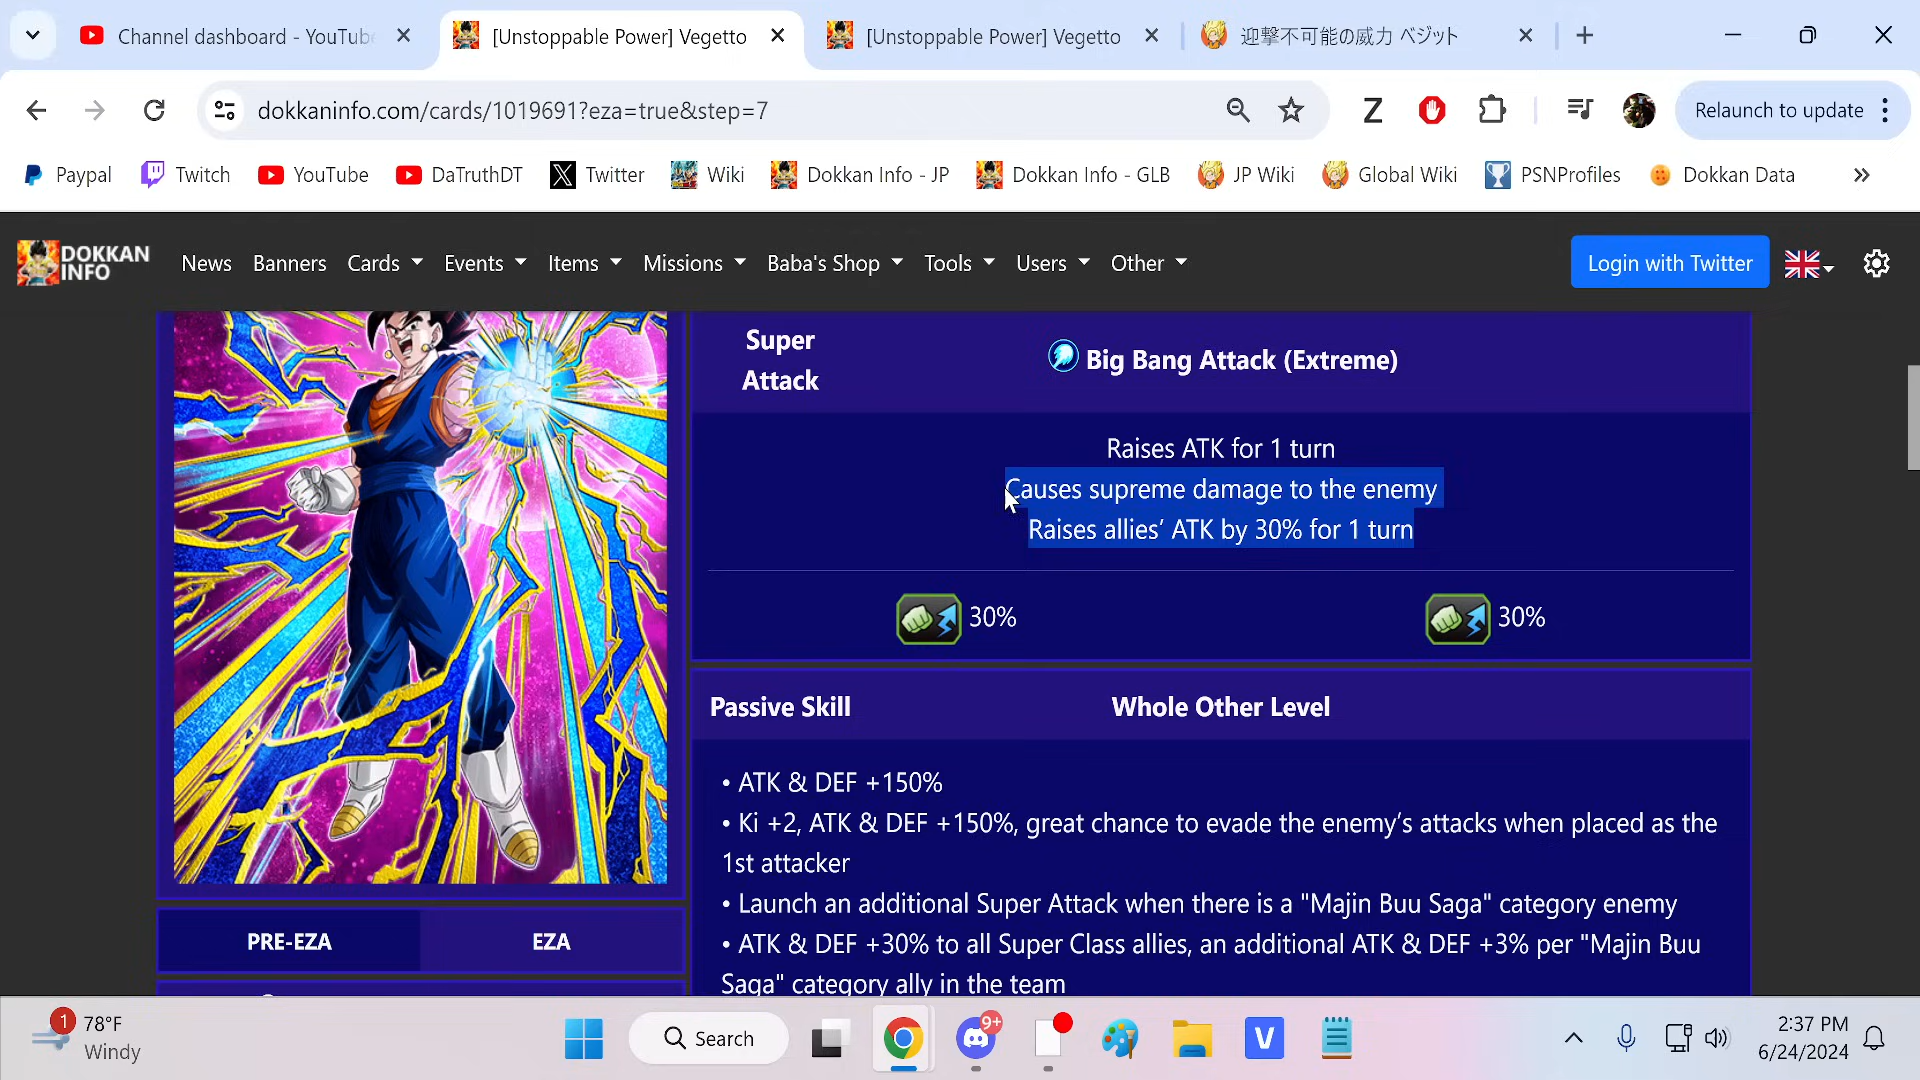 Channel dashboard - YouTube
[Unstoppable Power] Vegetto
[Unstoppable Power] Vegetto
迎撃不可能の威力 ベジット
dokkaninfo.com/cards/1019691?eza=true&step=7
Z
Relaunch to update
Paypal
Twitch
YouTube
DaTruthDT
Twitter
Wiki
Dokkan Info - JP
Dokkan Info - GLB
JP Wiki
Global Wiki
PSNProfiles
Dokkan Data
DOKKAN
INFO
News
Banners
Cards
Events
Items
Missions
Baba's Shop
Tools
Users
Other
Login with Twitter
Super
Attack
Big Bang Attack (Extreme)
Raises ATK for 1 turn
Causes supreme damage to the enemy
Raises allies’ ATK by 30% for 1 turn
30%
30%
Passive Skill
Whole Other Level
• ATK & DEF +150%
• Ki +2, ATK & DEF +150%, great chance to evade the enemy’s attacks when placed as the
1st attacker
• Launch an additional Super Attack when there is a "Majin Buu Saga" category enemy
• ATK & DEF +30% to all Super Class allies, an additional ATK & DEF +3% per "Majin Buu
Saga" category ally in the team
PRE-EZA
EZA
1
78°F
Windy
Search
9+
V
2:37 PM
6/24/2024